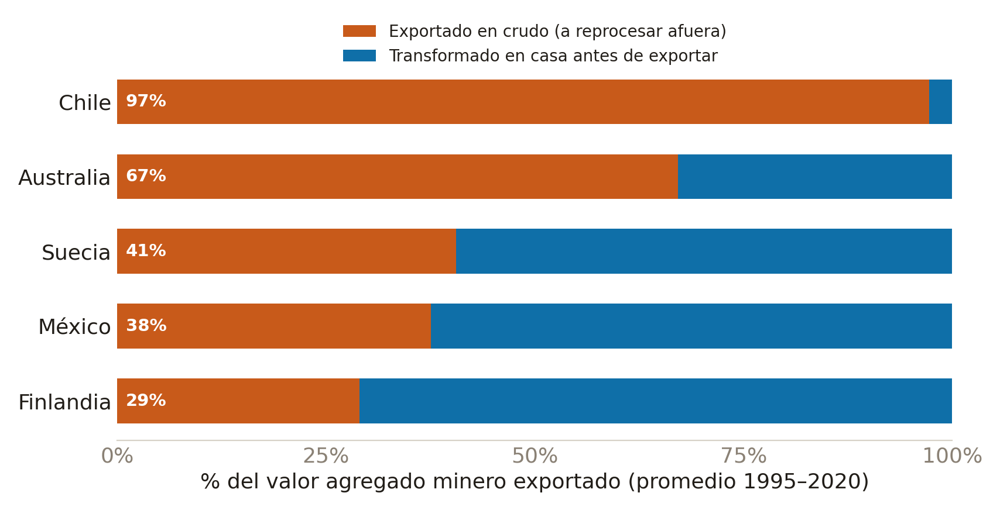 Exportado en crudo (a reprocesar afuera)
Transformado en casa antes de exportar
Chile 97%
Australia 67%
Suecia 41%
México 38%
Finlandia 29%
0% 25% 50% 75% 100%
% del valor agregado minero exportado (promedio 1995–2020)